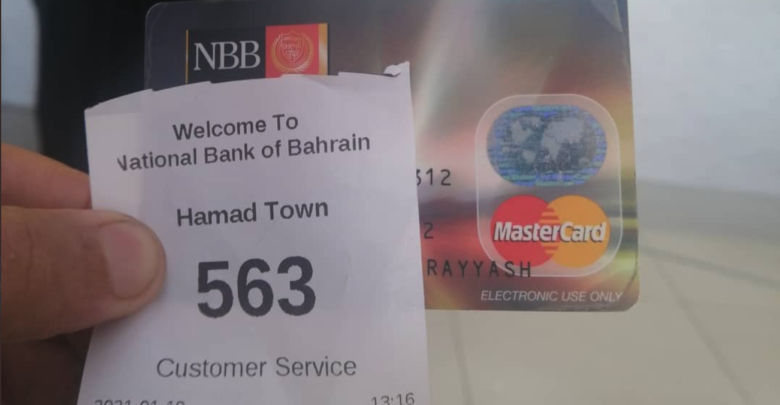 NBB
Welcome To
National Bank of Bahrain
Hamad Town
563
Customer Service
13:16
312
2
RAYYASH
MasterCard
ELECTRONIC USE ONLY